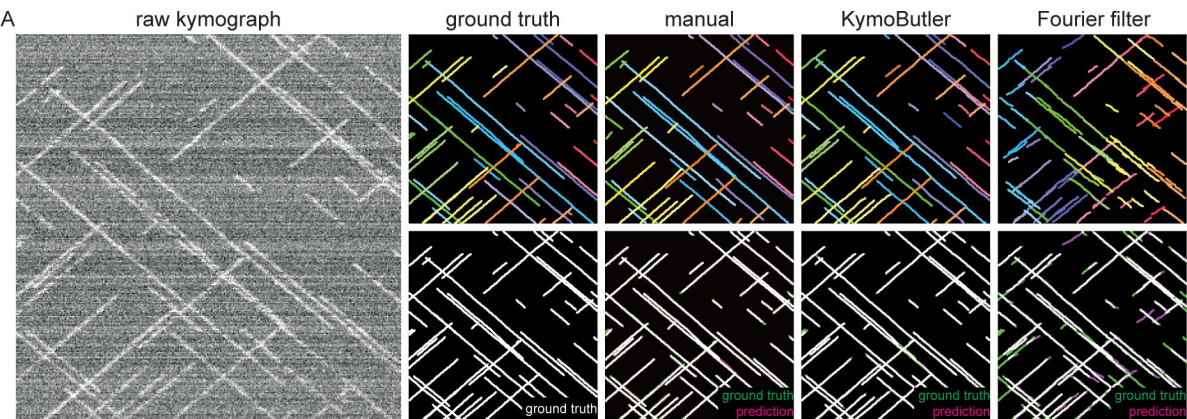 A
raw kymograph
ground truth
manual
KymoButler
Fourier filter
ground truth
ground truth
prediction
ground truth
prediction
ground truth
prediction